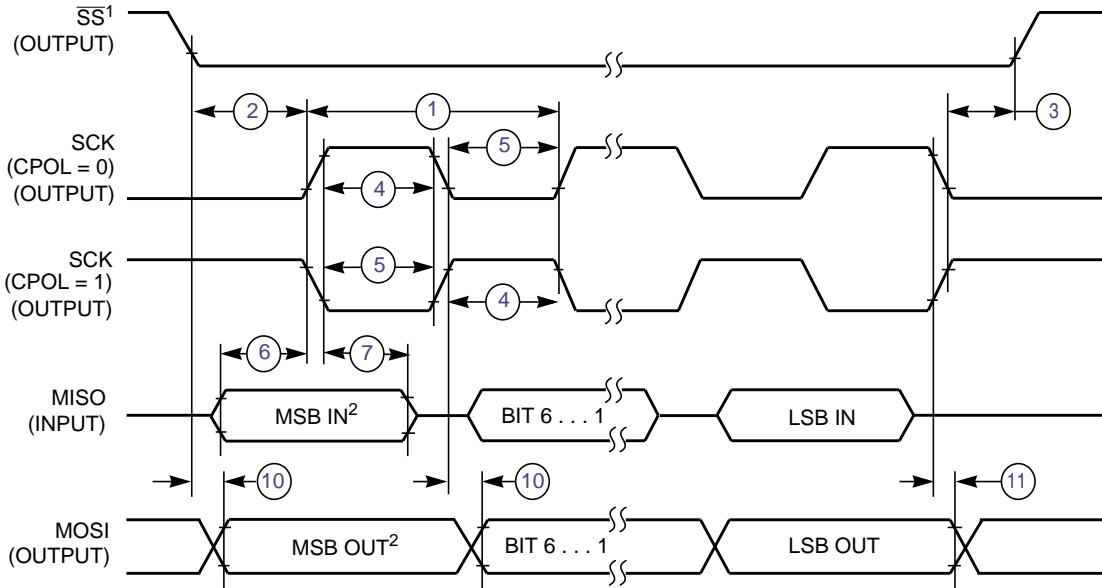 SS¹
(OUTPUT)
2
1
3
SCK
(CPOL = 0)
(OUTPUT)
5
4
SCK
(CPOL = 1)
(OUTPUT)
5
4
6
7
MISO
(INPUT)
MSB IN²
BIT 6 . . . 1
LSB IN
10
10
11
MOSI
(OUTPUT)
MSB OUT²
BIT 6 . . . 1
LSB OUT